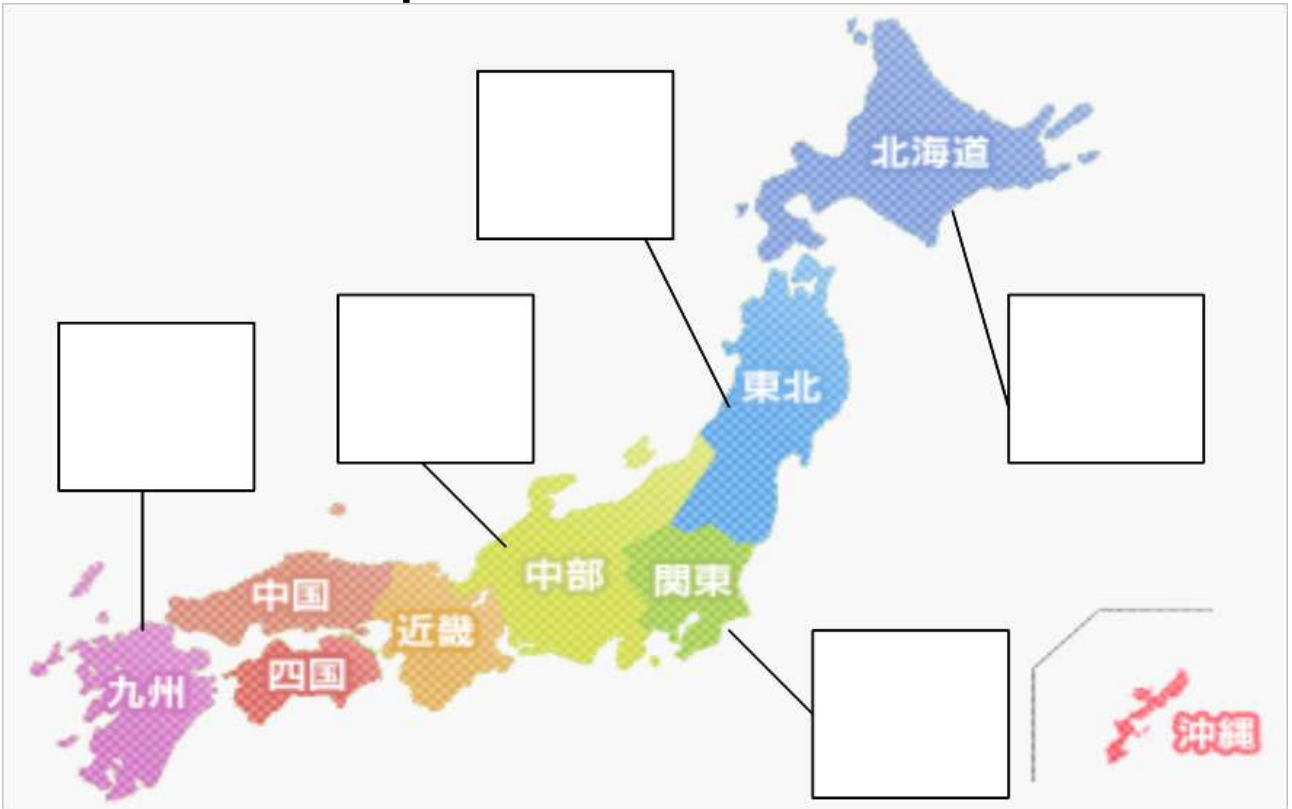 北海道
東北
中部
関東
中国
近畿
四国
九州
沖縄